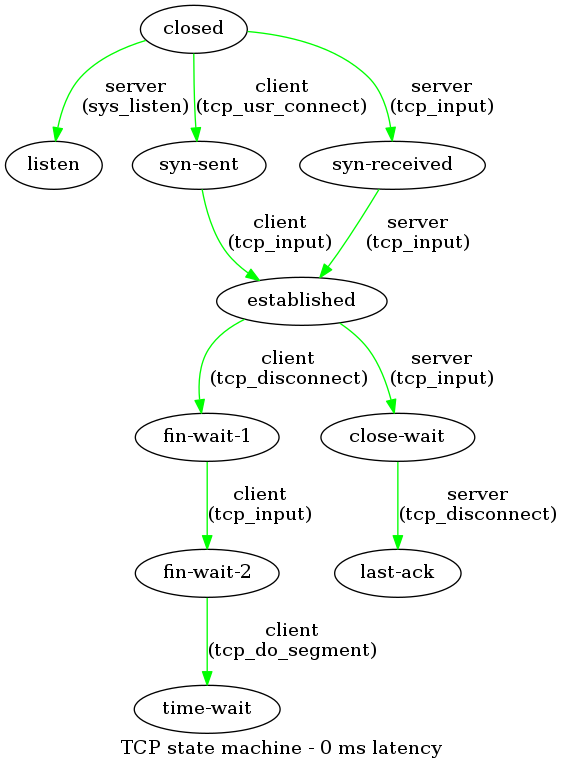 closed
server
(sys_listen)
client
(tcp_usr_connect)
server
(tcp_input)
listen
syn-sent
syn-received
client
(tcp_input)
server
(tcp_input)
established
client
(tcp_disconnect)
server
(tcp_input)
fin-wait-1
close-wait
client
(tcp_input)
server
(tcp_disconnect)
fin-wait-2
last-ack
client
(tcp_do_segment)
time-wait
TCP state machine - 0 ms latency